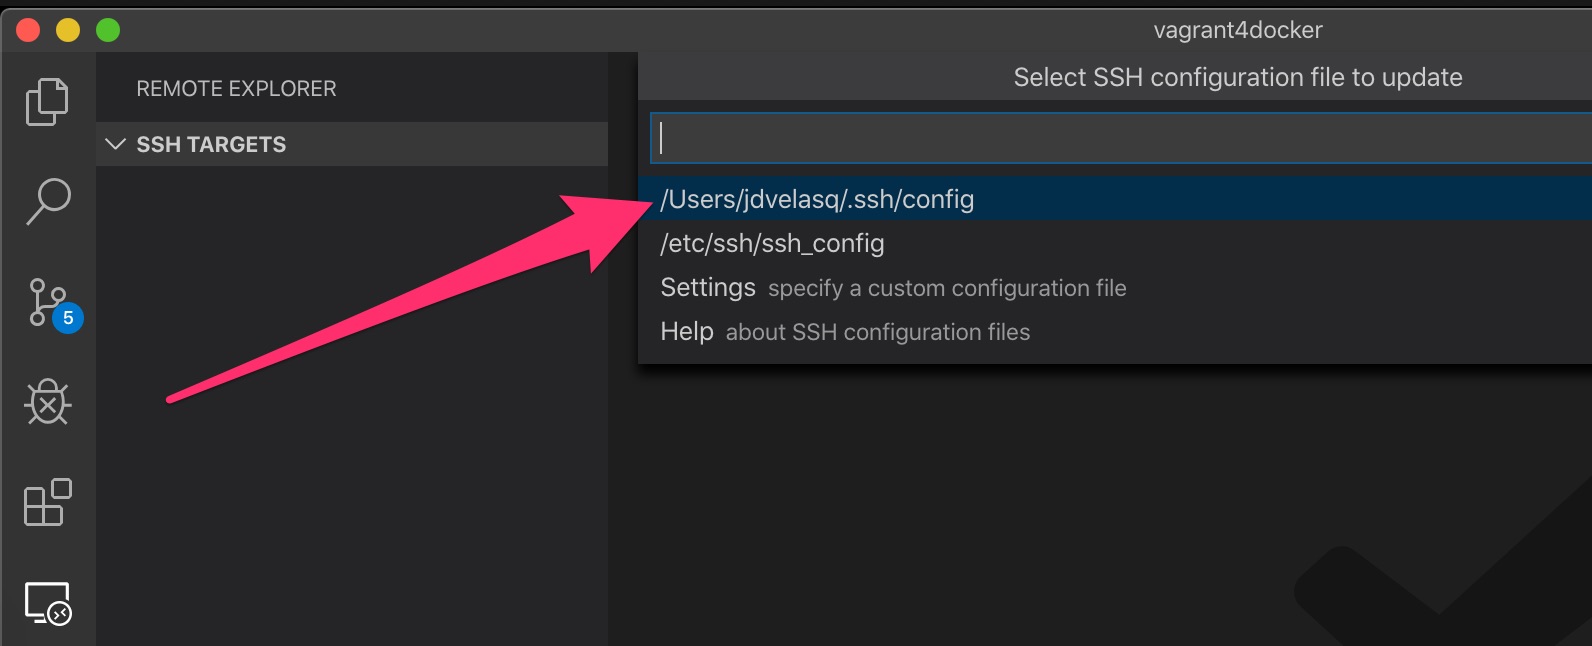 vagrant4docker
REMOTE EXPLORER
SSH TARGETS
5
Select SSH configuration file to update
/Users/jdvelasq/.ssh/config
/etc/ssh/ssh_config
Settings specify a custom configuration file
Help about SSH configuration files